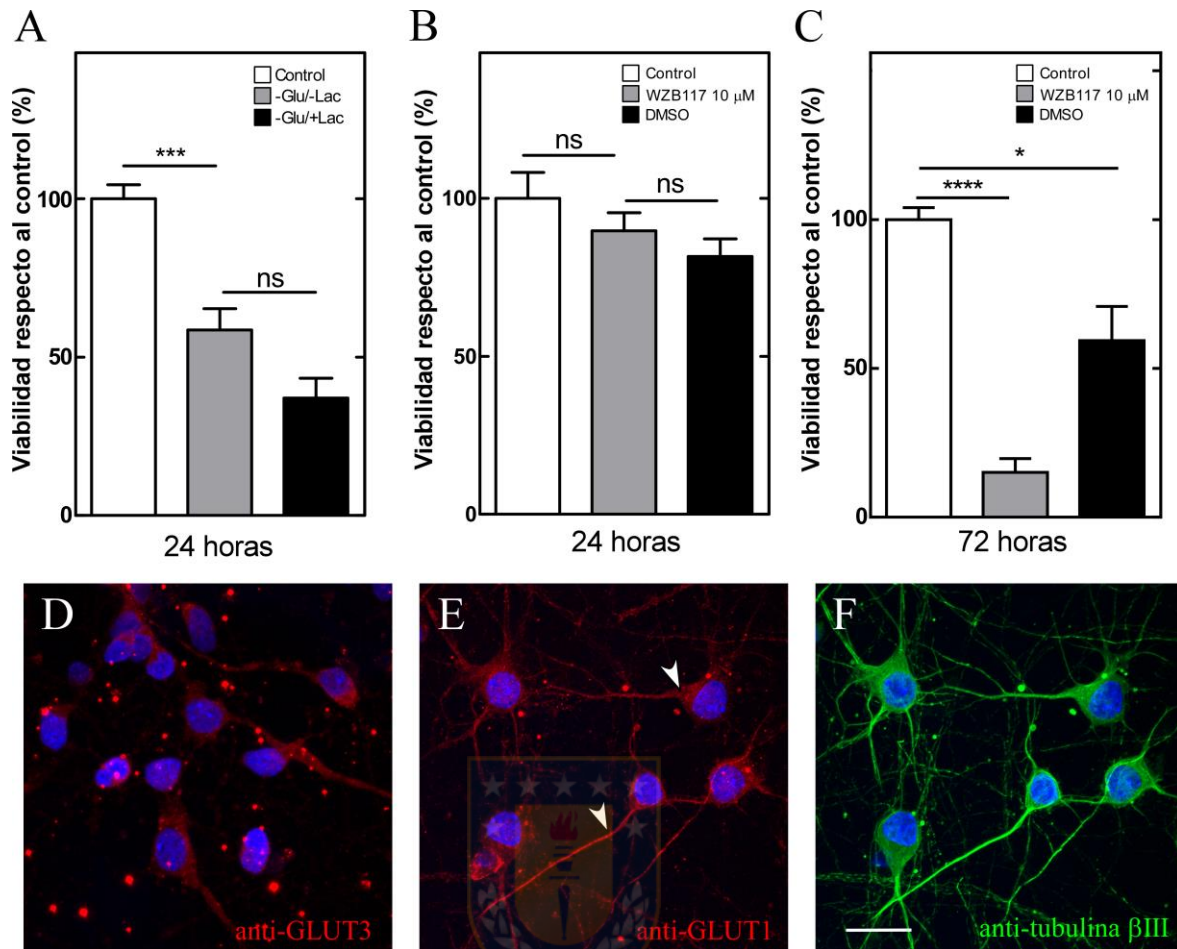 A
Viabilidad respecto al control (%)
100
50
0
Control
-Glu/-Lac
-Glu/+Lac
***
ns
24 horas
B
Viabilidad respecto al control (%)
100
50
0
Control
WZB117 10 μM
DMSO
ns
ns
24 horas
C
Viabilidad respecto al control (%)
100
50
0
Control
WZB117 10 μM
DMSO
*
****
72 horas
D
anti-GLUT3
E
anti-GLUT1
F
anti-tubulina βIII